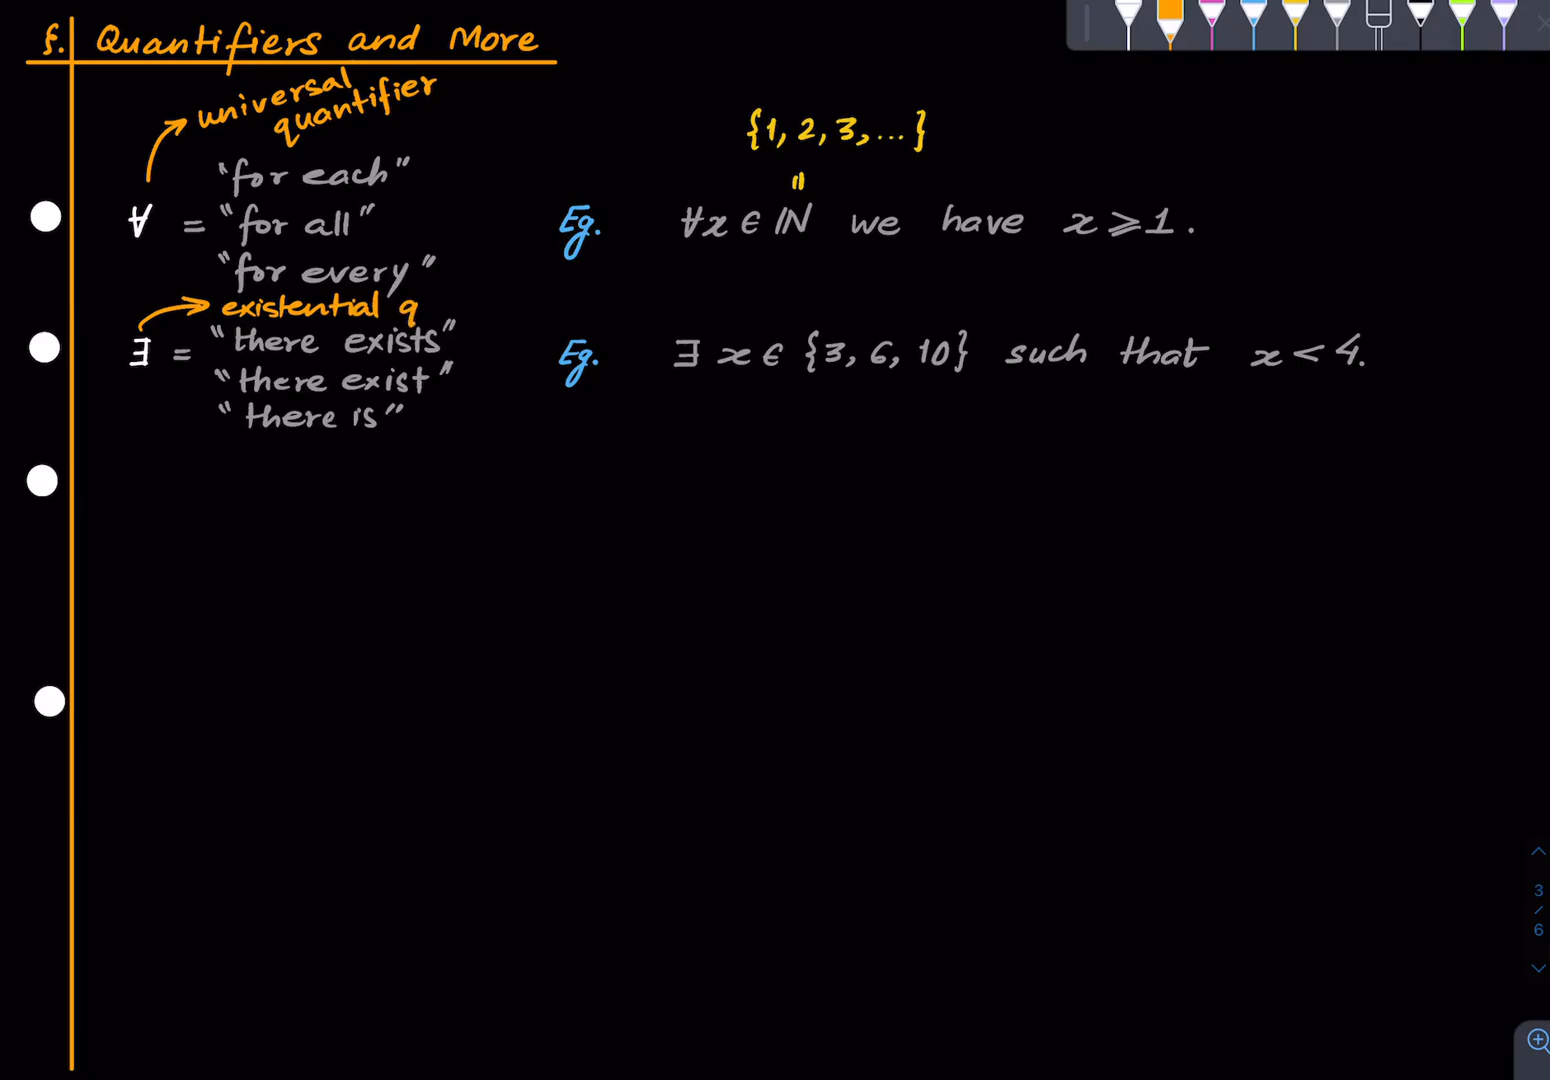 f. Quantifiers and More
universal
quantifier
{1, 2, 3, ...}
"for each"
=
∀ = "for all" Eg. ∀x ∈ ℕ we have x ⩾ 1.
"for every"
existential q
∃ = "there exists" Eg. ∃ x ∈ {3, 6, 10} such that x < 4.
"there exist"
"there is"
3
/
6